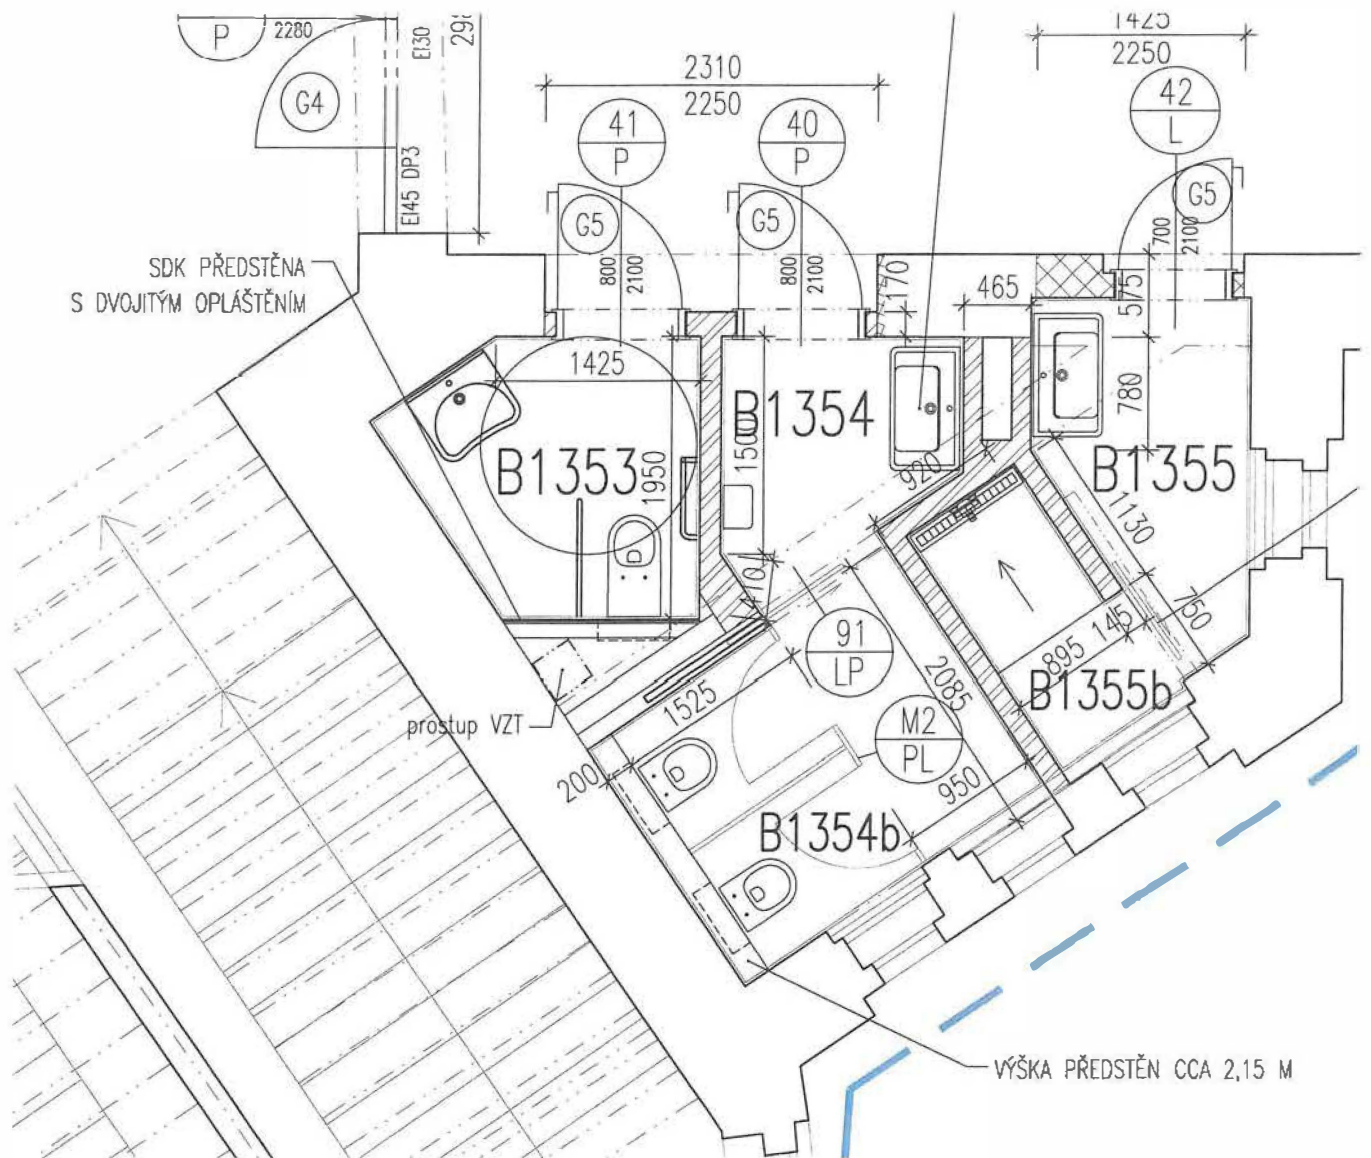 P
2280
EI30
G4
EI45 DP3
2310
2250
1425
2250
41
P
40
P
42
L
G5
G5
G5
800
2100
800
2100
700
2100
SDK PŘEDSTĚNA
S DVOJITÝM OPLÁŠTĚNÍM
170
465
575
780
1425
B1353
1950
B1354
1500
920
B1355
1130
750
410
91
LP
895
145
B1355b
1525
2085
prostup VZT
M2
PL
200
950
B1354b
VÝŠKA PŘEDSTĚN CCA 2,15 M